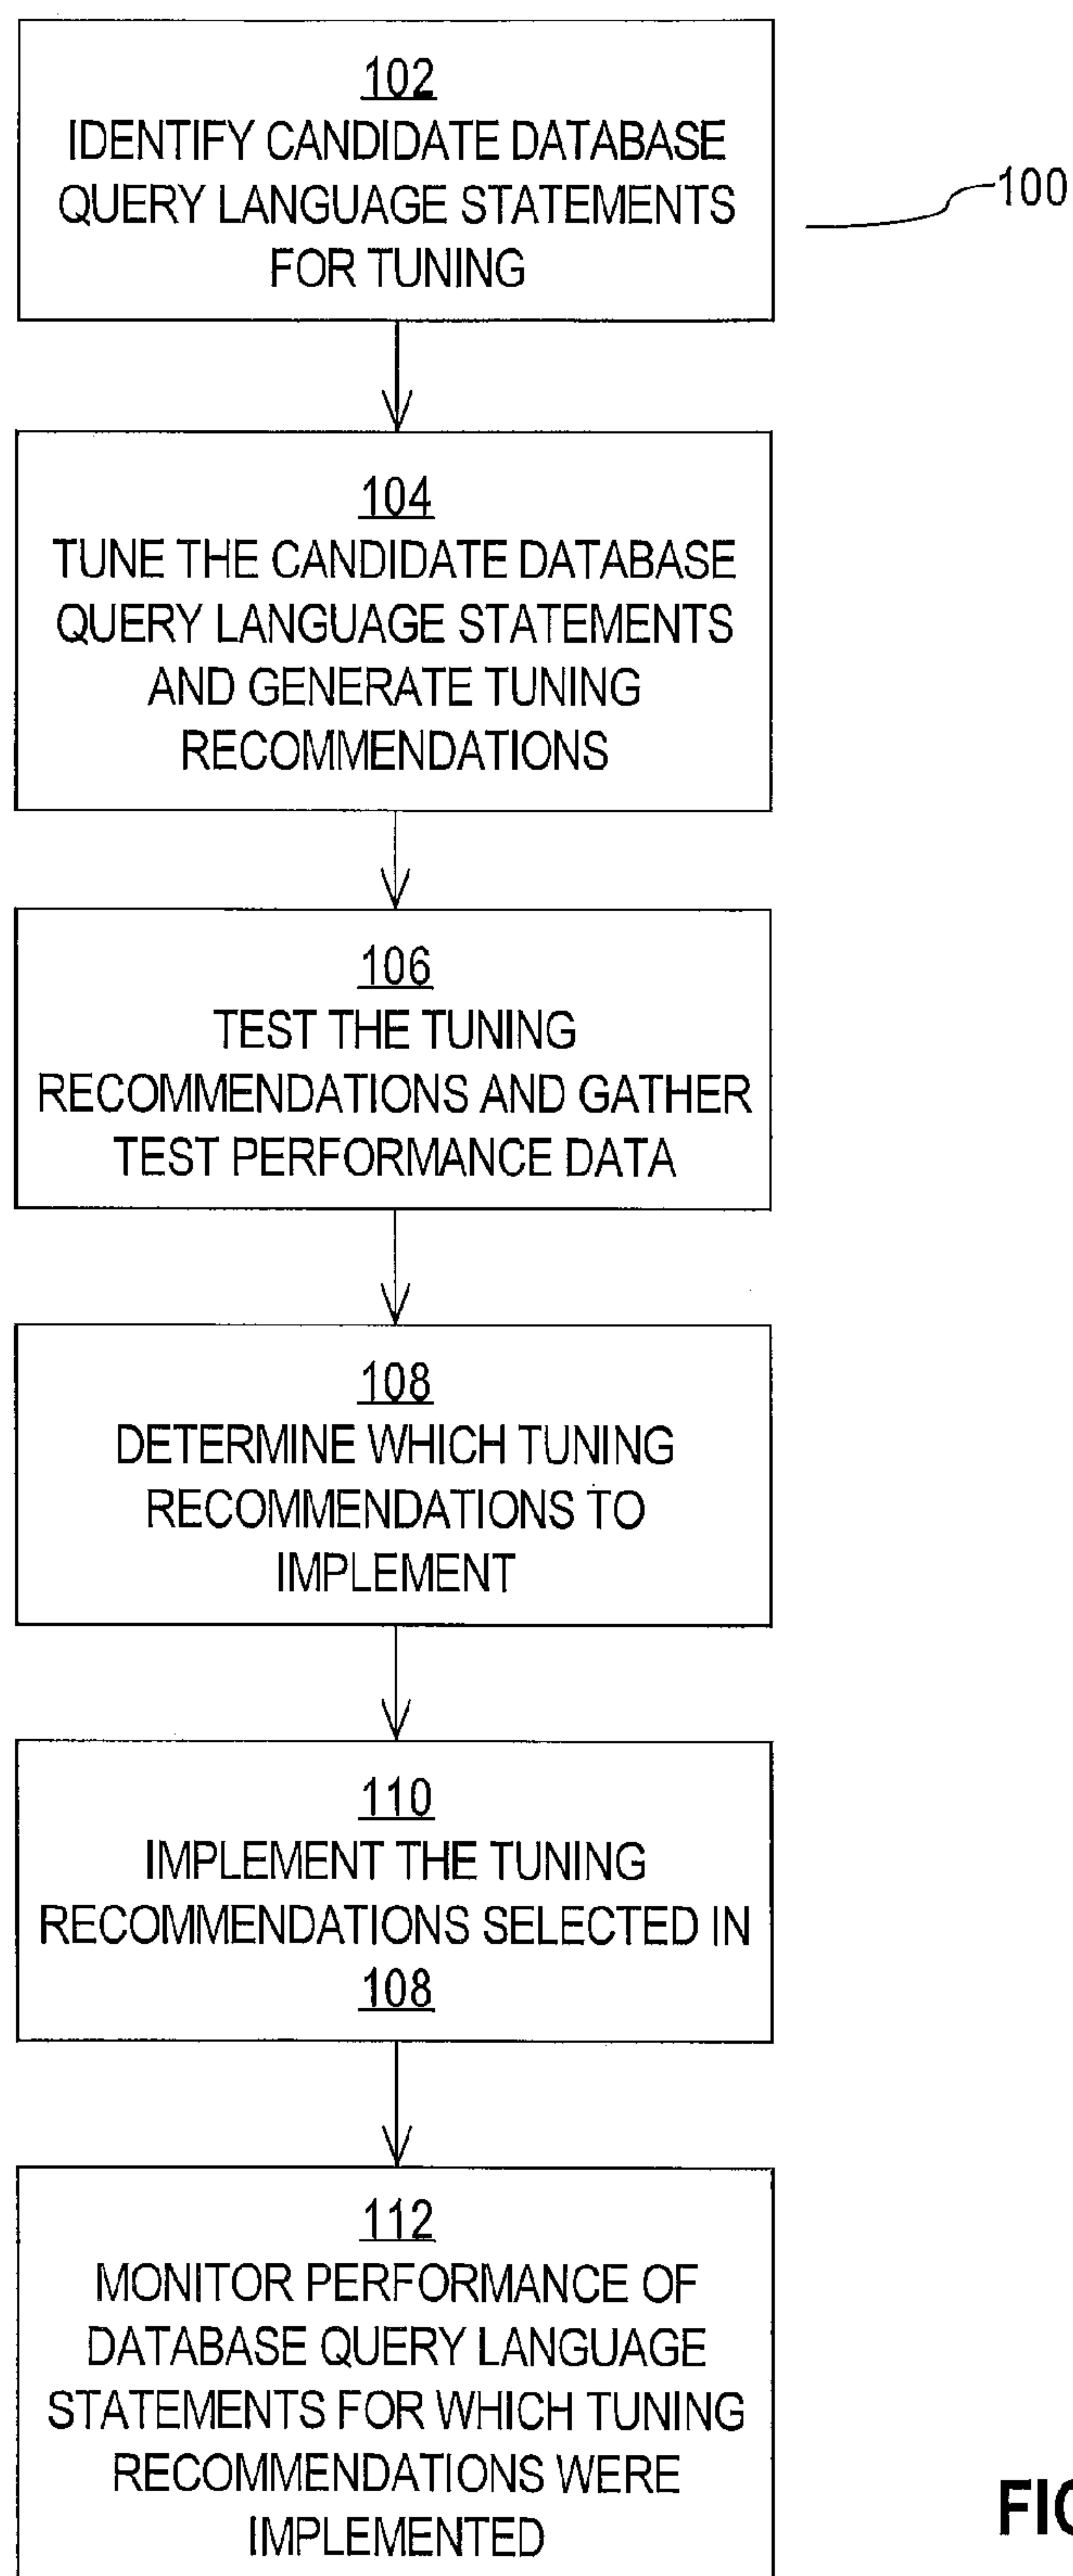 102
IDENTIFY CANDIDATE DATABASE
QUERY LANGUAGE STATEMENTS
FOR TUNING
100
104
TUNE THE CANDIDATE DATABASE
QUERY LANGUAGE STATEMENTS
AND GENERATE TUNING
RECOMMENDATIONS
106
TEST THE TUNING
RECOMMENDATIONS AND GATHER
TEST PERFORMANCE DATA
108
DETERMINE WHICH TUNING
RECOMMENDATIONS TO
IMPLEMENT
110
IMPLEMENT THE TUNING
RECOMMENDATIONS SELECTED IN
108
112
MONITOR PERFORMANCE OF
DATABASE QUERY LANGUAGE
STATEMENTS FOR WHICH TUNING
RECOMMENDATIONS WERE
IMPLEMENTED